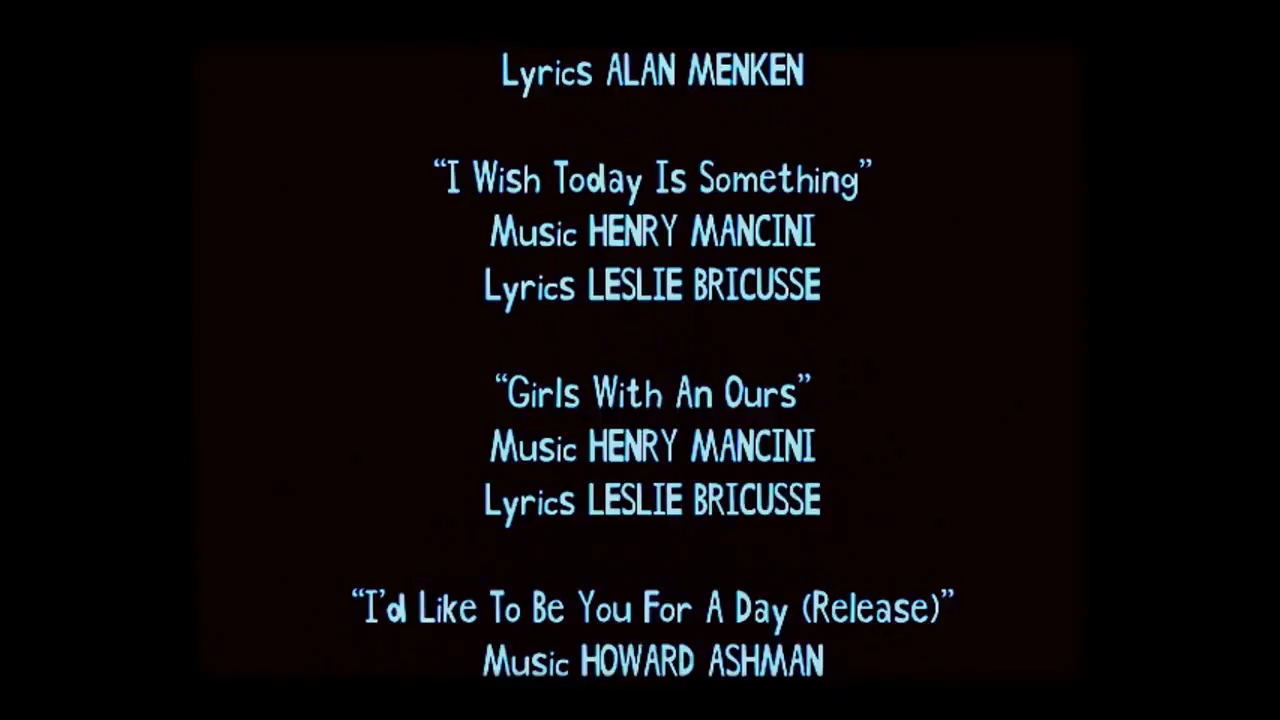 Lyrics ALAN MENKEN
“I Wish Today Is Something”
Music HENRY MANCINI
Lyrics LESLIE BRICUSSE
“Girls With An Ours”
Music HENRY MANCINI
Lyrics LESLIE BRICUSSE
“I'd Like To Be You For A Day (Release)”
Music HOWARD ASHMAN